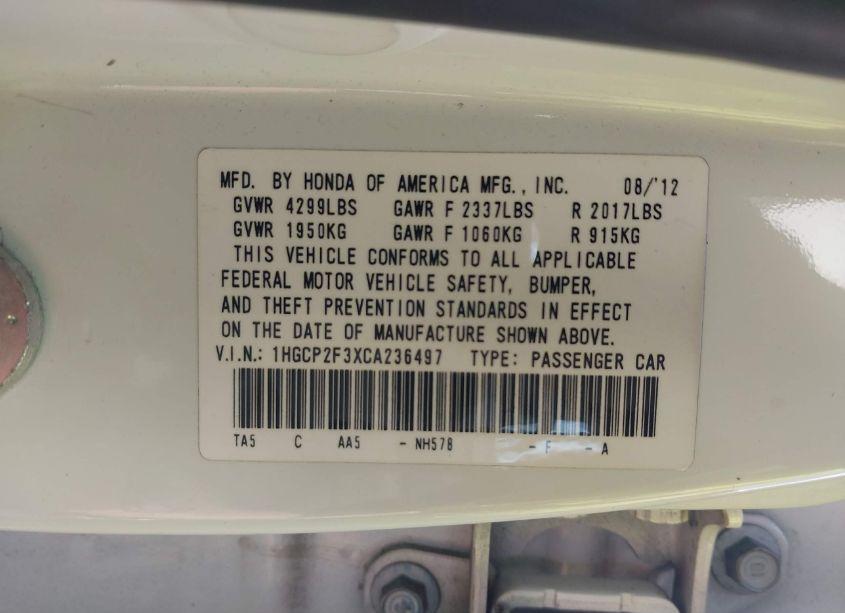 MFD. BY HONDA OF AMERICA MFG., INC. 08/'12
GVWR 4299LBS GAWR F 2337LBS R 2017LBS
GVWR 1950KG GAWR F 1060KG R 915KG
THIS VEHICLE CONFORMS TO ALL APPLICABLE
FEDERAL MOTOR VEHICLE SAFETY, BUMPER,
AND THEFT PREVENTION STANDARDS IN EFFECT
ON THE DATE OF MANUFACTURE SHOWN ABOVE.
V.I.N.: 1HGCP2F3XCA236497 TYPE: PASSENGER CAR
TA5 C AA5 - NH578 - F - A